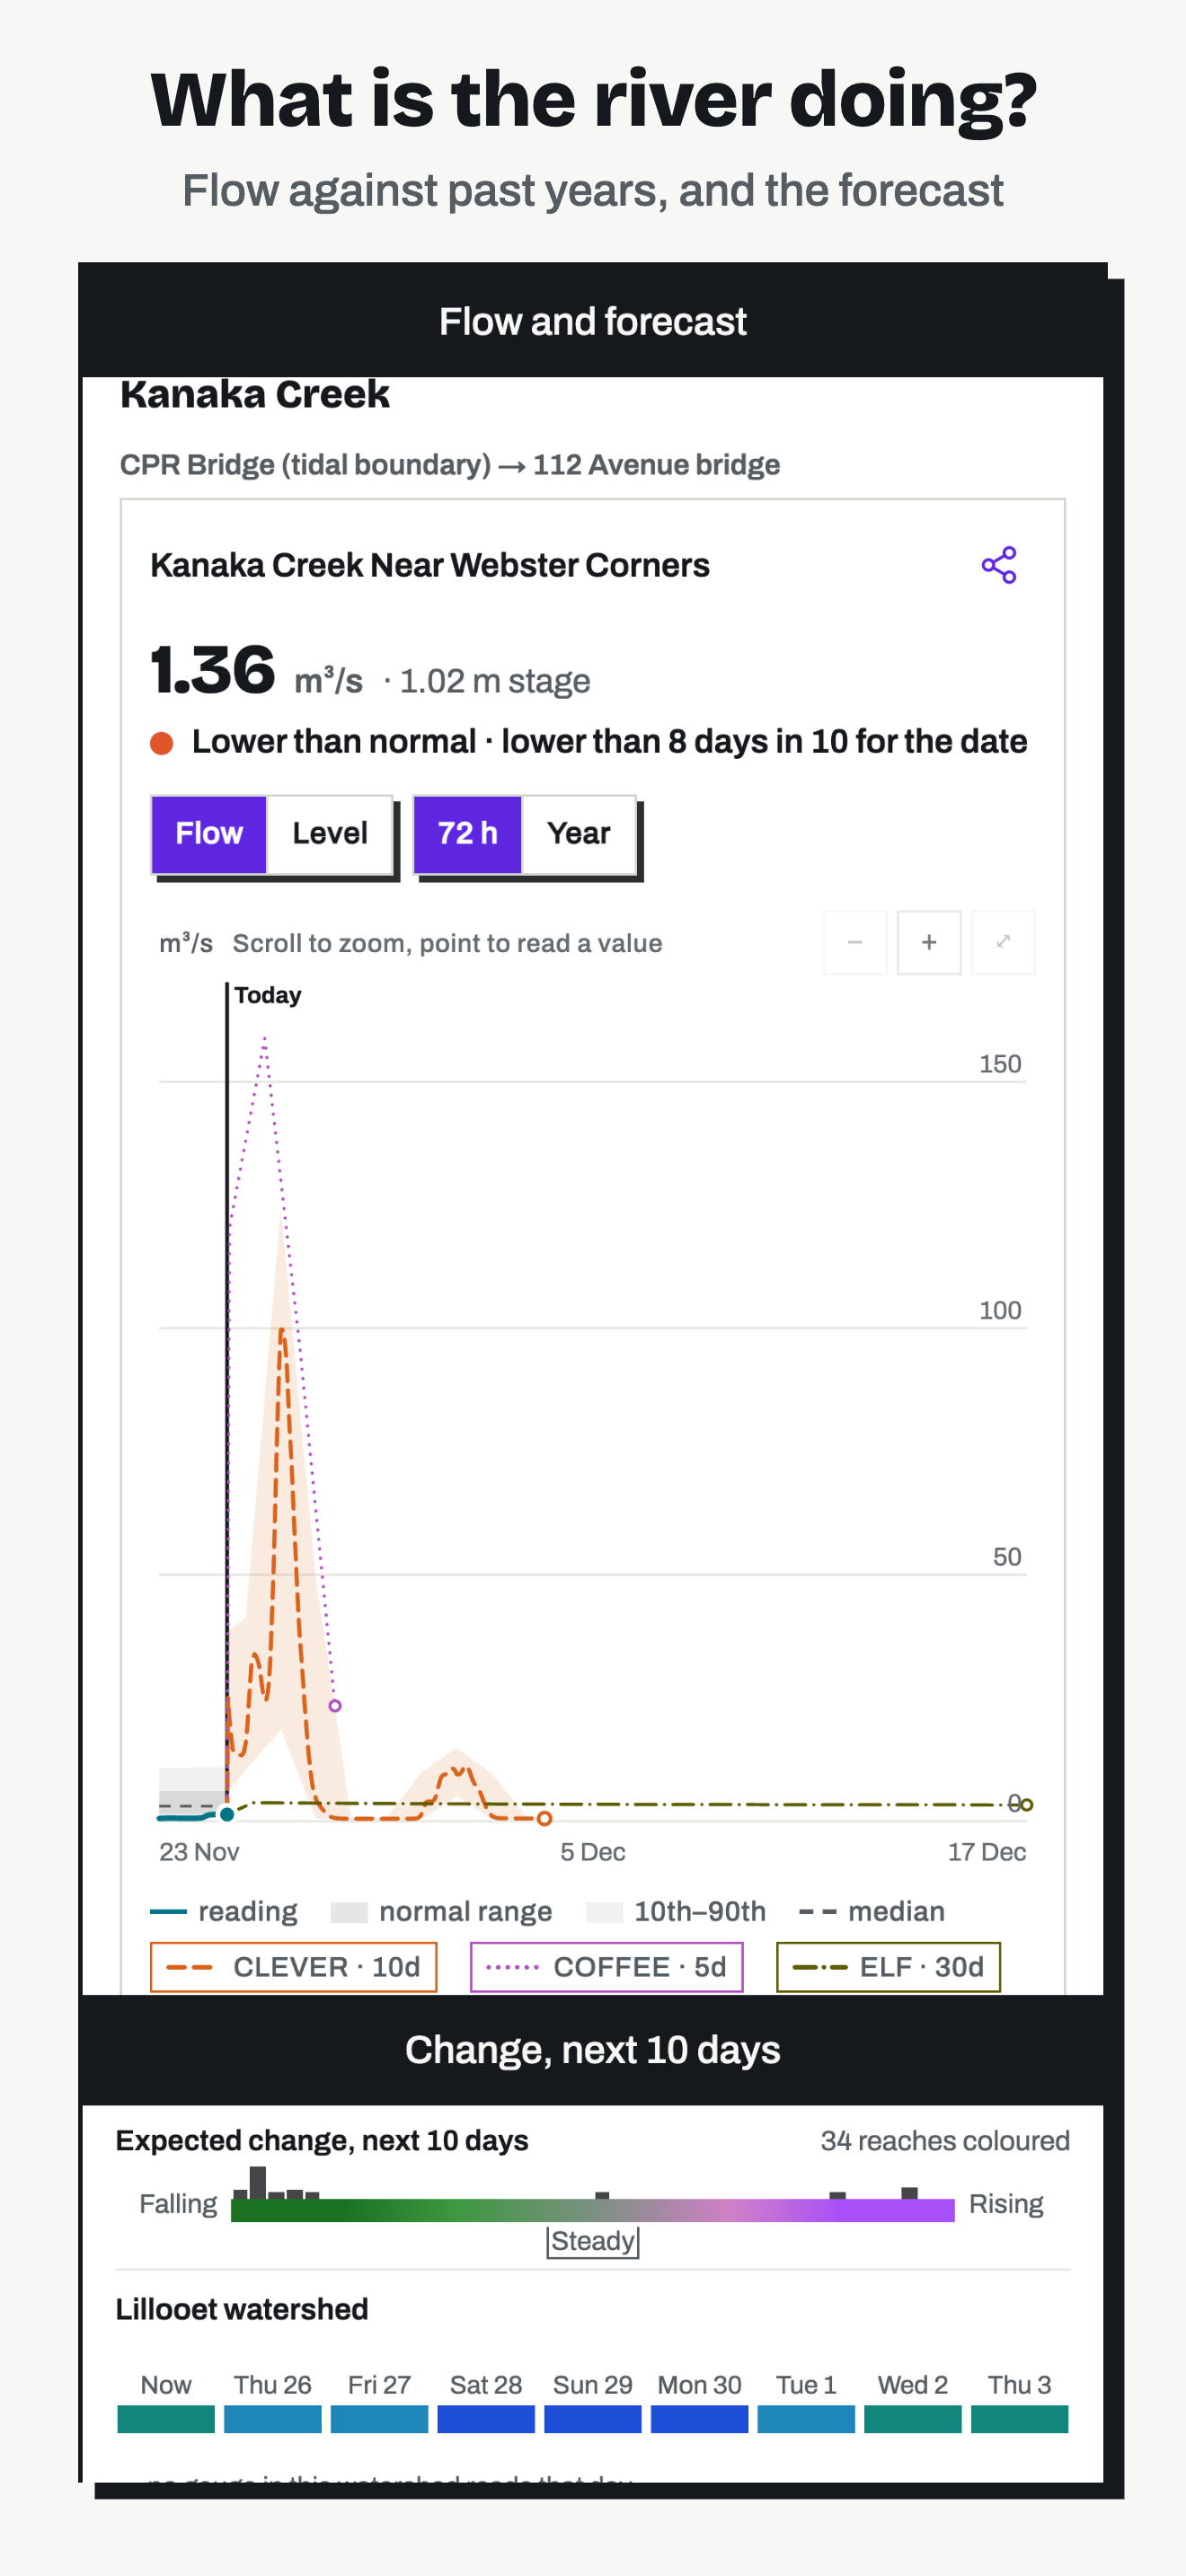 What is the river doing?
Flow against past years, and the forecast
Flow and forecast
Kanaka Creek
CPR Bridge (tidal boundary) → 112 Avenue bridge
Kanaka Creek Near Webster Corners
1.36 m³/s · 1.02 m stage
Lower than normal · lower than 8 days in 10 for the date
Flow Level 72 h Year
m³/s Scroll to zoom, point to read a value − + ⤢
Today
150
100
50
0
23 Nov 5 Dec 17 Dec
reading normal range 10th–90th median
CLEVER · 10d COFFEE · 5d ELF · 30d
Change, next 10 days
Expected change, next 10 days 34 reaches coloured
Falling Rising
Steady
Lillooet watershed
Now Thu 26 Fri 27 Sat 28 Sun 29 Mon 30 Tue 1 Wed 2 Thu 3